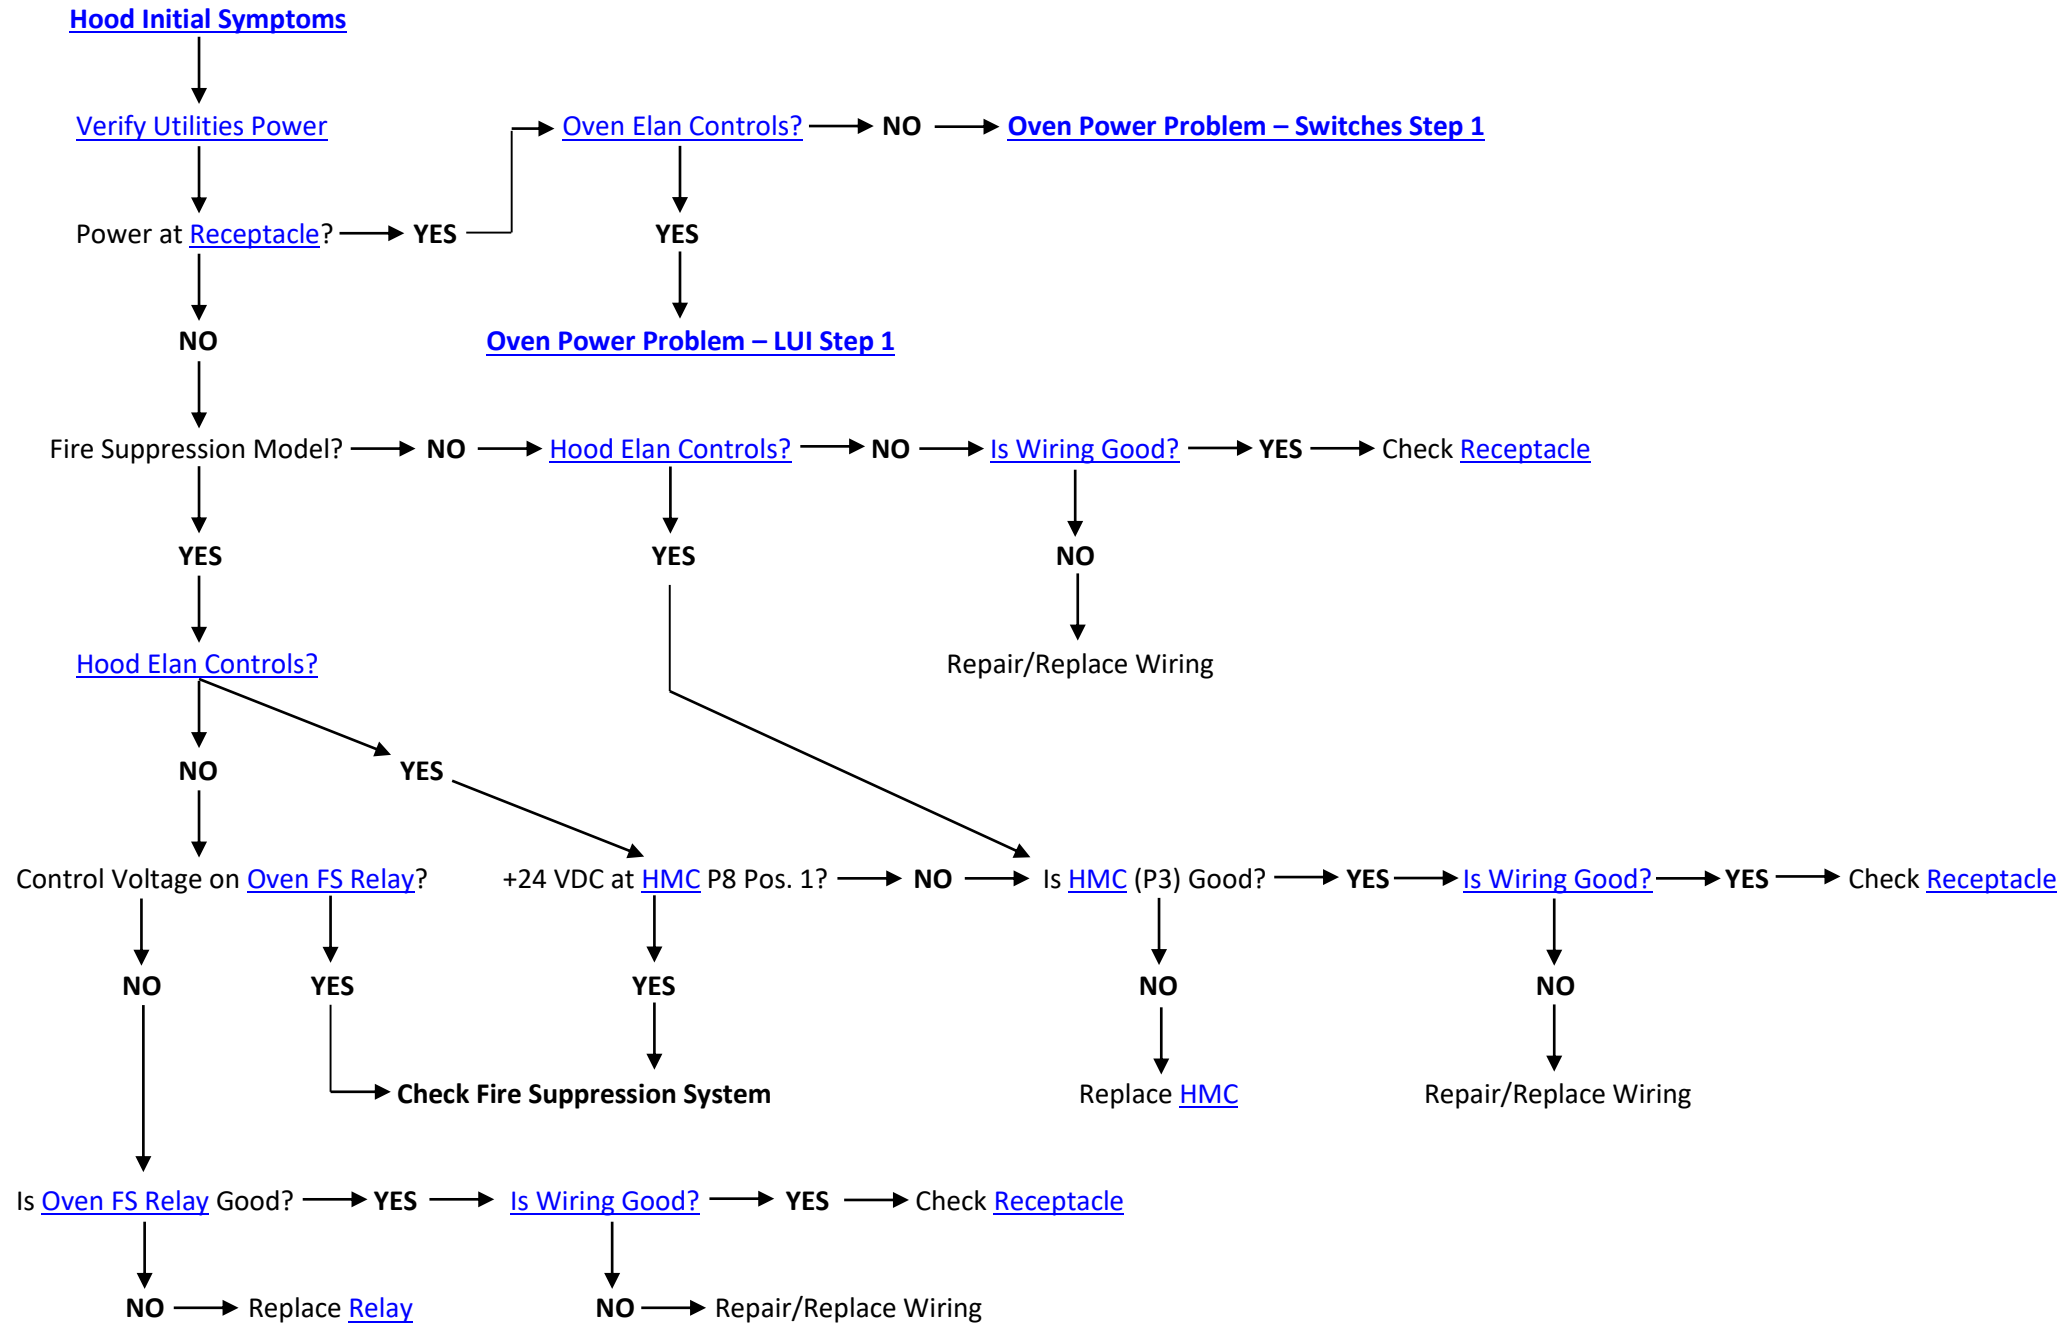 Hood Initial Symptoms
Verify Utilities Power
Oven Elan Controls?
NO
Oven Power Problem – Switches Step 1
Power at Receptacle?
YES
YES
NO
Oven Power Problem – LUI Step 1
Fire Suppression Model?
NO
Hood Elan Controls?
NO
Is Wiring Good?
YES
Check Receptacle
YES
YES
NO
Hood Elan Controls?
Repair/Replace Wiring
NO
YES
Control Voltage on Oven FS Relay?
+24 VDC at HMC P8 Pos. 1?
NO
Is HMC (P3) Good?
YES
Is Wiring Good?
YES
Check Receptacle
NO
YES
YES
NO
NO
Check Fire Suppression System
Replace HMC
Repair/Replace Wiring
Is Oven FS Relay Good?
YES
Is Wiring Good?
YES
Check Receptacle
NO
Replace Relay
NO
Repair/Replace Wiring